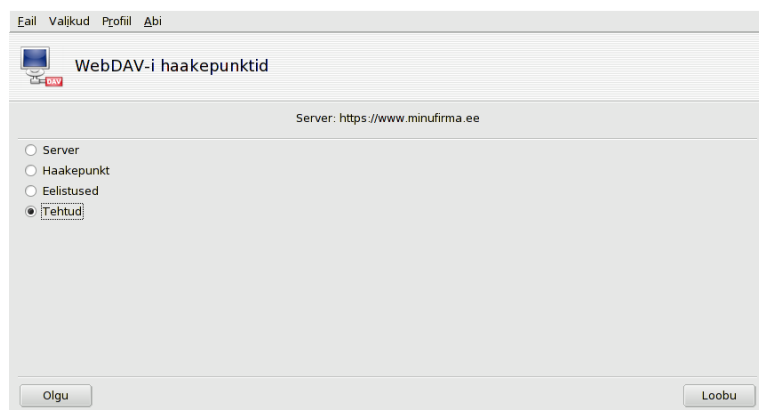 Fail Valikud Profiil Abi
WebDAV-i haakepunktid
DAV
Server: https://www.minufirma.ee
Server
Haakepunkt
Eelistused
Tehtud
Olgu Loobu